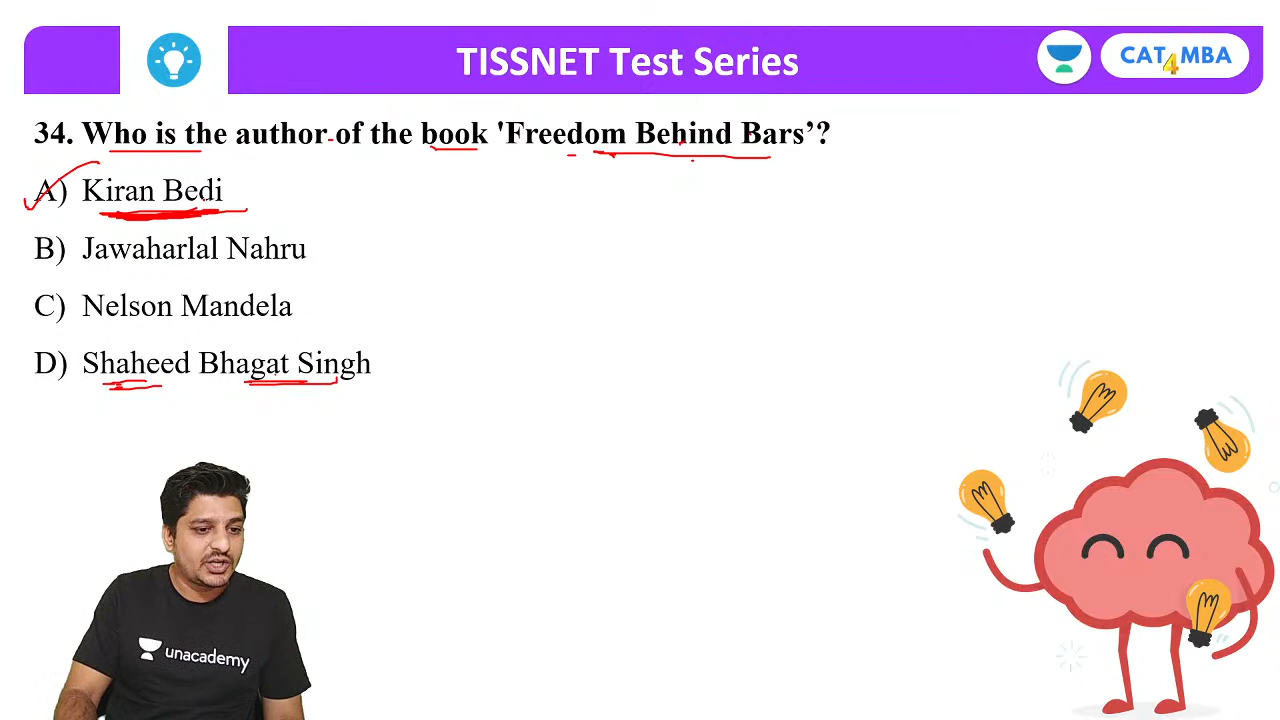 TISSNET Test Series
CAT4MBA
34. Who is the author of the book 'Freedom Behind Bars’?
A) Kiran Bedi
B) Jawaharlal Nahru
C) Nelson Mandela
D) Shaheed Bhagat Singh
unacademy